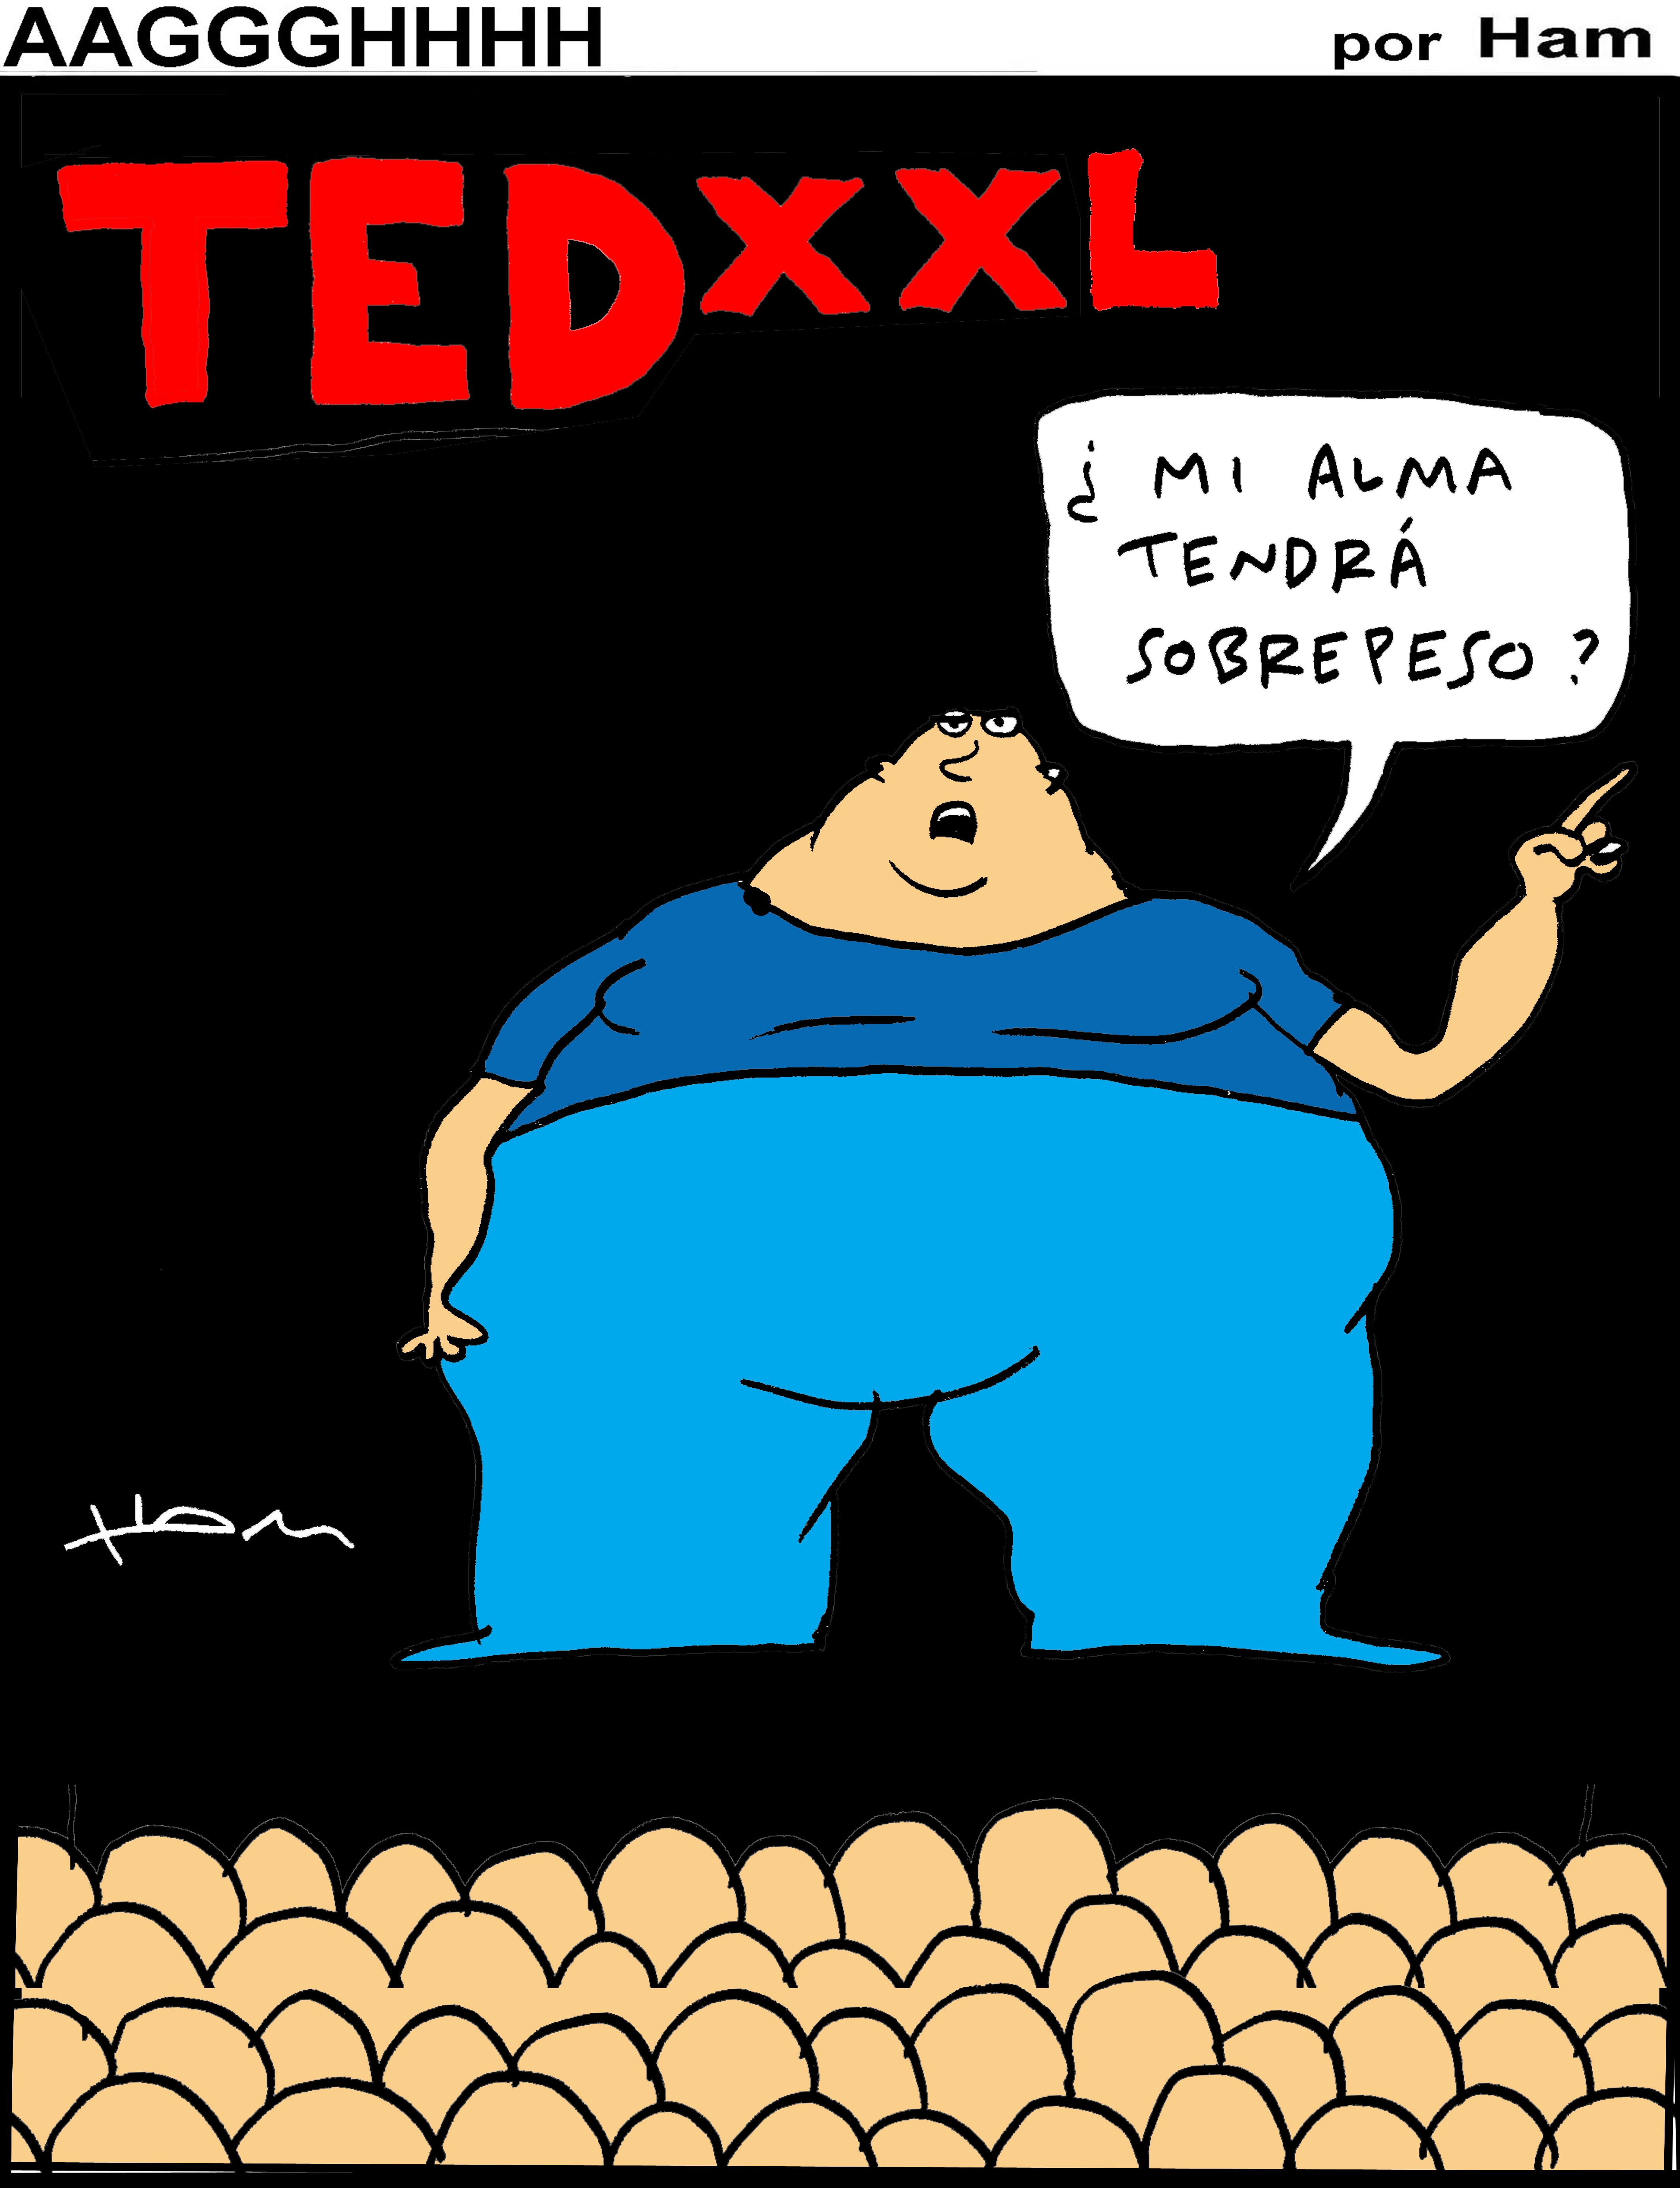 AAGGGHHHH por Ham
TEDxxL
¿MI ALMA
TENDRÁ
SOBREPESO?
Ham